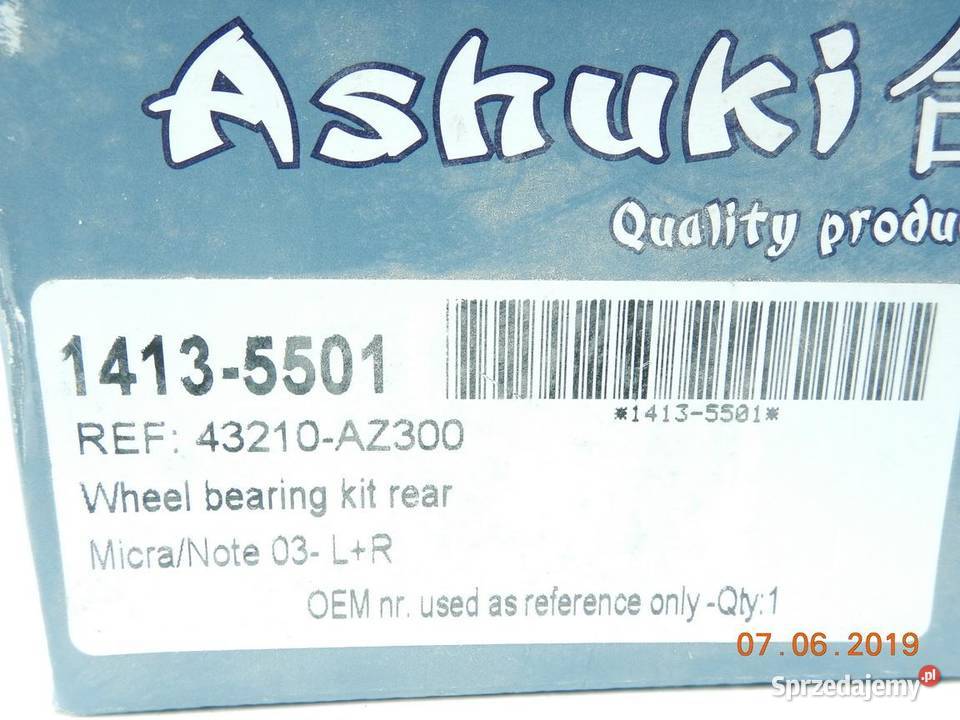 Ashuki
Quality produ
1413-5501
*1413-5501*
REF: 43210-AZ300
Wheel bearing kit rear
Micra/Note 03- L+R
OEM nr. used as reference only -Qty:1
07.06.2019
Sprzedajemy.pl